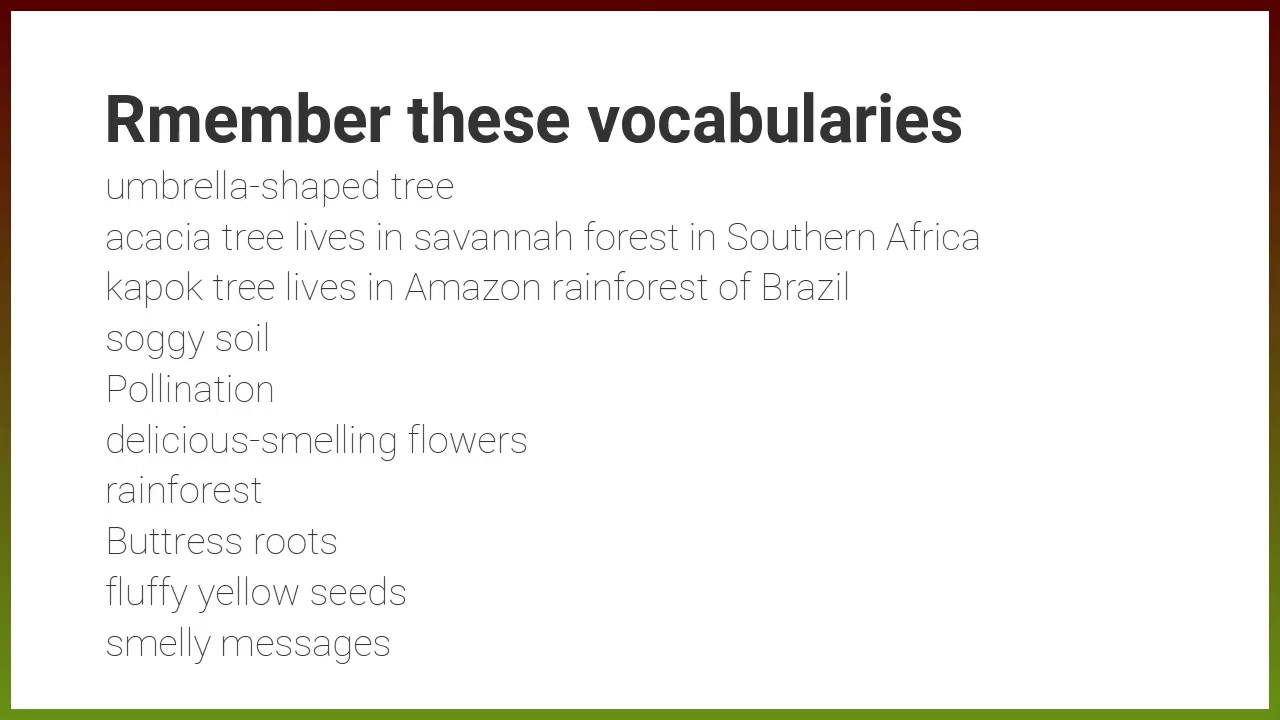 Rmember these vocabularies
umbrella-shaped tree
acacia tree lives in savannah forest in Southern Africa
kapok tree lives in Amazon rainforest of Brazil
soggy soil
Pollination
delicious-smelling flowers
rainforest
Buttress roots
fluffy yellow seeds
smelly messages